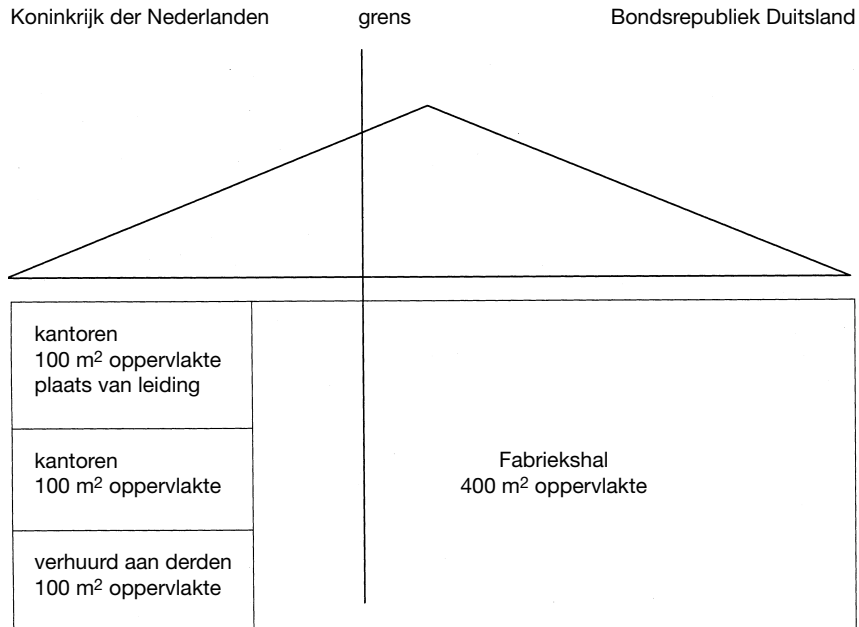 Koninkrijk der Nederlanden grens Bondsrepubliek Duitsland
kantoren
100 m² oppervlakte
plaats van leiding
kantoren
100 m² oppervlakte
Fabriekshal
400 m² oppervlakte
verhuurd aan derden
100 m² oppervlakte